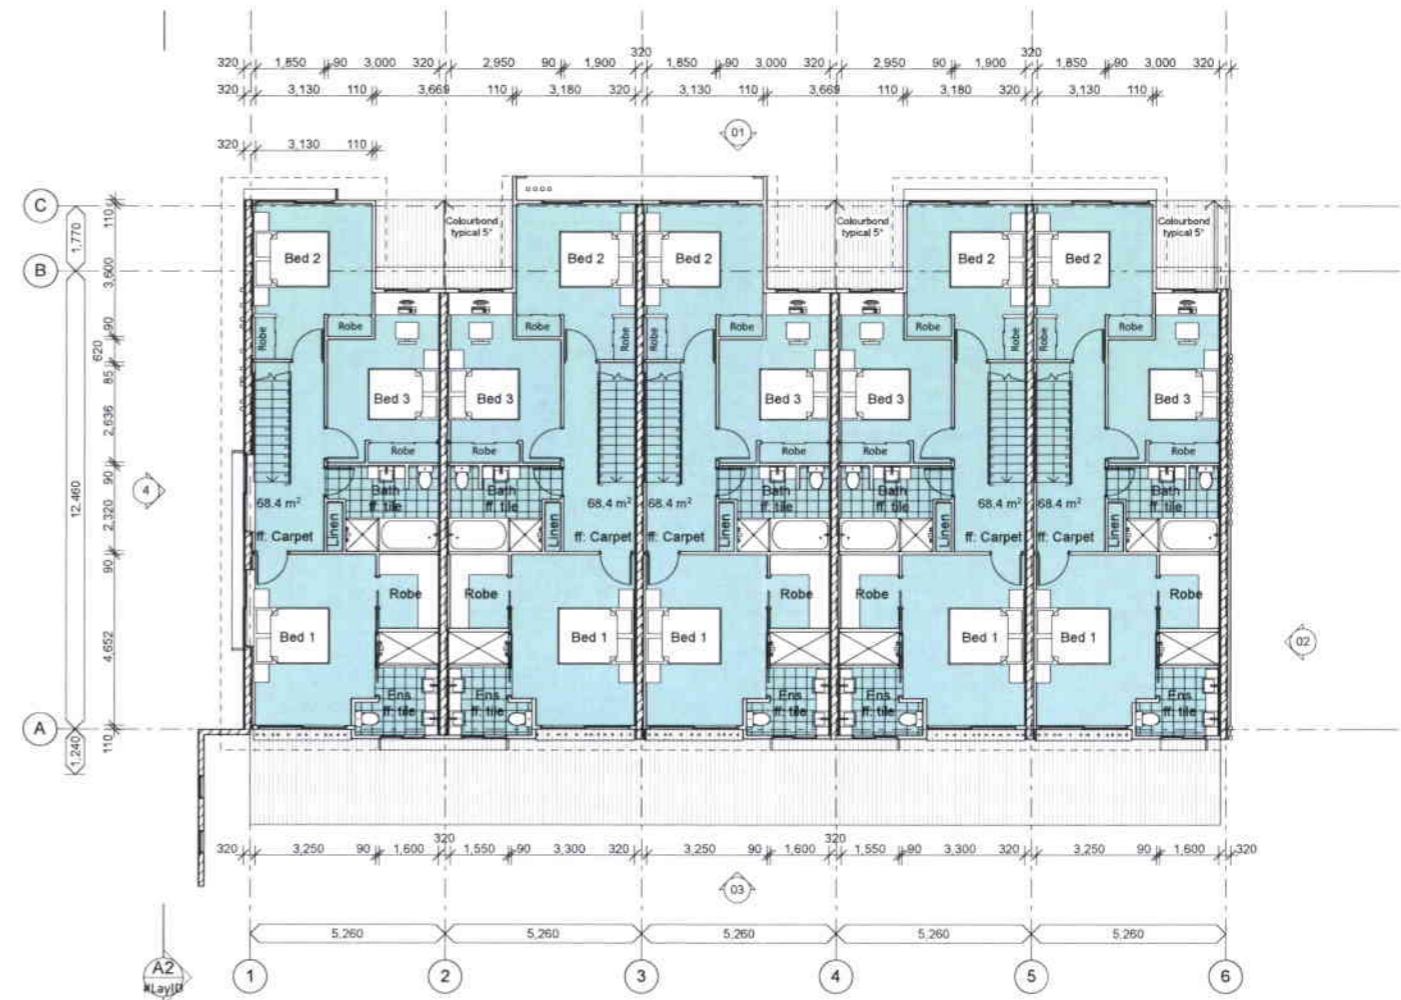 320
320
320 1,850 90 3,000 320 2,950 90 1,900 1,850 90 3,000 320 2,950 90 1,900 1,850 90 3,000 320
320 3,130 110 3,669 110 3,180 320 3,130 110 3,669 110 3,180 320 3,130 110
01
320 3,130 110
C
110
1,770
Colourbond
typical 5°
Colourbond
typical 5°
Colourbond
typical 5°
Bed 2
Bed 2
Bed 2
Bed 2
Bed 2
B
3,600
Robe Robe Robe Robe Robe Robe Robe Robe Robe Robe
90
620
85
Bed 3
Bed 3
Bed 3
Bed 3
Bed 3
2,636
Robe Robe Robe Robe Robe
90
4
12,460
Bath
ff: tile
Bath
ff: tile
Bath
ff: tile
Bath
ff: tile
Bath
ff: tile
68.4 m² 68.4 m² 68.4 m² 68.4 m² 68.4 m²
2,320
Linen Linen Linen Linen Linen
ff: Carpet ff: Carpet ff: Carpet ff: Carpet ff: Carpet
90
Robe Robe Robe Robe Robe
Bed 1 Bed 1 Bed 1 Bed 1 Bed 1
02
4,652
Ens
ff: tile
Ens
ff: tile
Ens
ff: tile
Ens
ff: tile
Ens
ff: tile
A
110
1,240
320 320
320 3,250 90 1,600 1,550 90 3,300 320 3,250 90 1,600 1,550 90 3,300 320 3,250 90 1,600 320
03
5,260 5,260 5,260 5,260 5,260
A2
#LayID
1 2 3 4 5 6